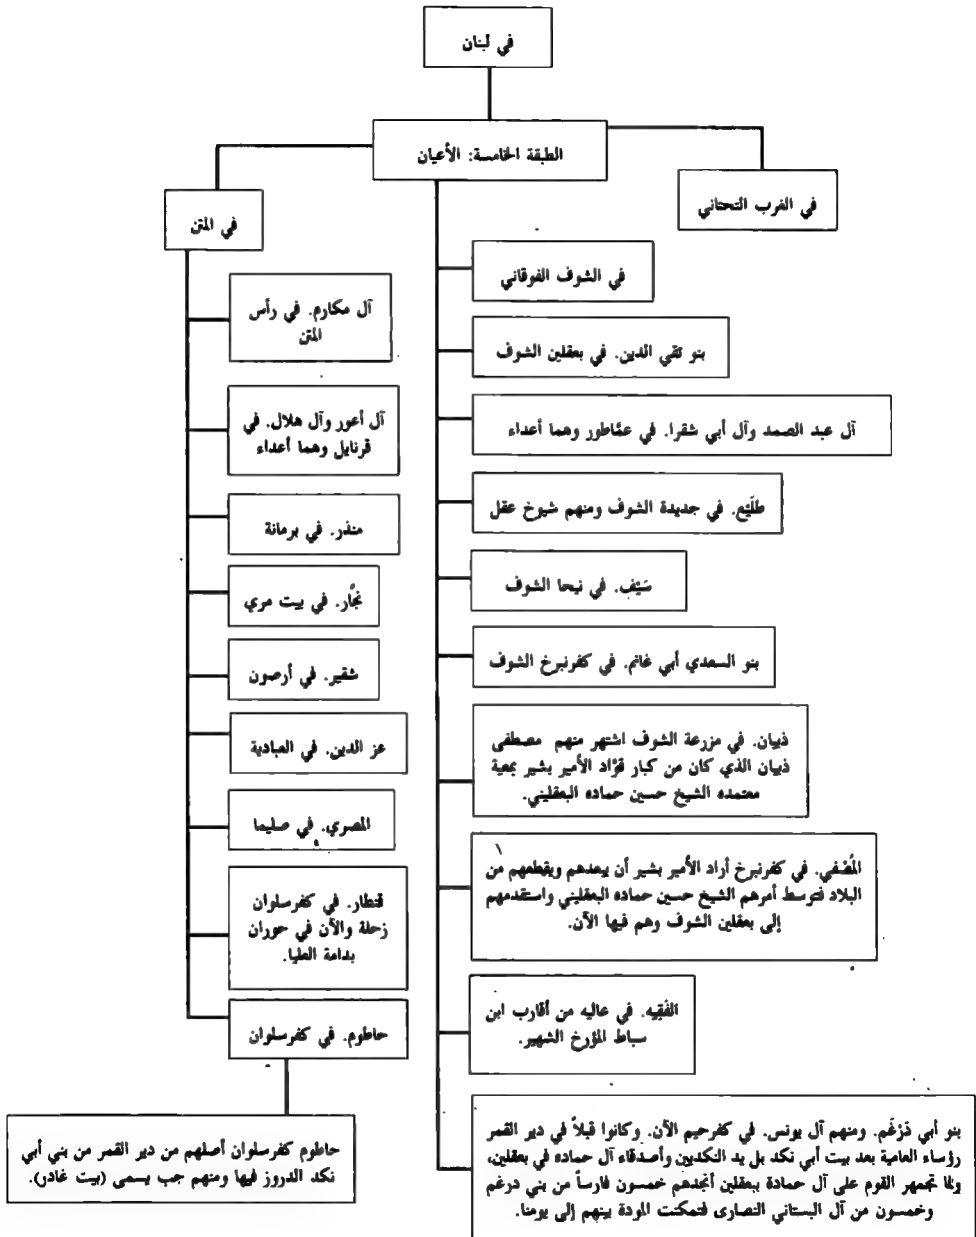 في لبنان
الطبقة الخامسة: الأعيان
في الغرب التحتاني
في الشوف الفوقاني
بنو تقي الدين. في بعقلين الشوف
آل عبد الصمد وآل أبي شقرا. في عمّاطور وهما أعداء
طلَيّع. في جديدة الشوف ومنهم شيوخ عقل
سَيْف. في نيحا الشوف
بنو السعدي أبي غانم. في كفرنبرخ الشوف
ذبيان. في مزرعة الشوف اشتهر منهم مصطفى
ذبيان الذي كان من كبار قوّاد الأمير بشير بمعية
معتمده الشيخ حسين حماده البعقليني.
في كفرنبرخ أراد الأمير بشير أن يبعدهم ويقطعهم من
البلاد فتوسط أمرهم الشيخ حسين حماده البعقليني واستقدمهم
إلى بعقلين الشوف وهم فيها الآن.
الفَقِيه. في عاليه من أقارب ابن
سباط المؤرخ الشهير.
بنو أبي دَرْغَم. ومنهم آل يونس. في كفرحيم الآن. وكانوا قبلاً في دير القمر
رؤساء العامية بعد بيت أبي نكد بل يد النكديين وأصدقاء آل حماده في بعقلين،
ولما تجمهر القوم على آل حمادة ببعقلين أنجدهم خمسون فارساً من بني درغم
وخمسون من آل البستاني النصارى فتمكنت المودة بينهم إلى يومنا.
في المتن
آل مكارم. في رأس
المتن
آل أعور وآل هلال. في
قرنايل وهما أعداء
منذر. في برمانة
نجَّار. في بيت مري
شقير. في أرصون
عز الدين. في العبادية
المصري. في صليما
قنطار. في كفرسلوان
زحلة والآن في حوران
بدامة العليا.
حاطوم. في كفرسلوان
حاطوم كفرسلوان أصلهم من دير القمر من بني أبي
نكد الدروز فيها ومنهم جب يسمى (بيت غادر).